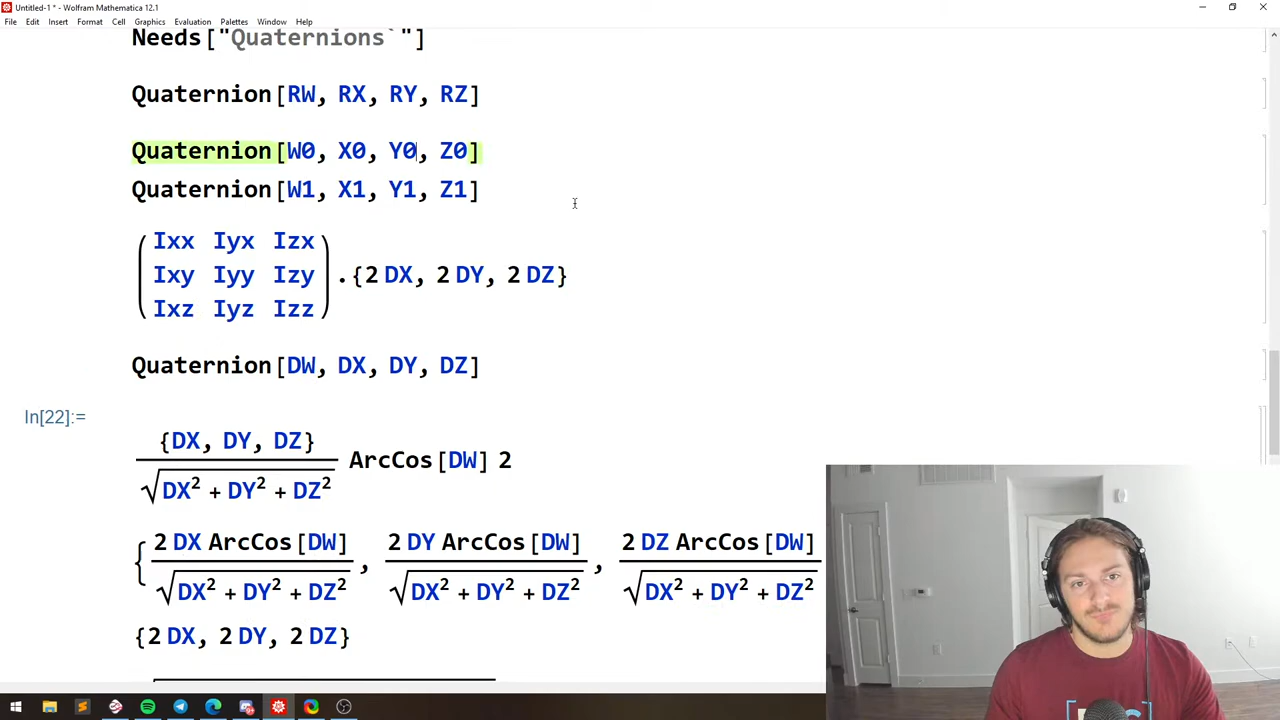 Untitled-1 * - Wolfram Mathematica 12.1
File Edit Insert Format Cell Graphics Evaluation Palettes Window Help
Needs["Quaternions`"]
Quaternion[RW, RX, RY, RZ]
Quaternion[W0, X0, Y0, Z0]
Quaternion[W1, X1, Y1, Z1]
Ixx Iyx Izx
Ixy Iyy Izy .{2 DX, 2 DY, 2 DZ}
Ixz Iyz Izz
Quaternion[DW, DX, DY, DZ]
In[22]:=
{DX, DY, DZ}
ArcCos[DW] 2
√DX² + DY² + DZ²
{2 DX ArcCos[DW], 2 DY ArcCos[DW], 2 DZ ArcCos[DW]
√DX² + DY² + DZ² √DX² + DY² + DZ² √DX² + DY² + DZ²
{2 DX, 2 DY, 2 DZ}